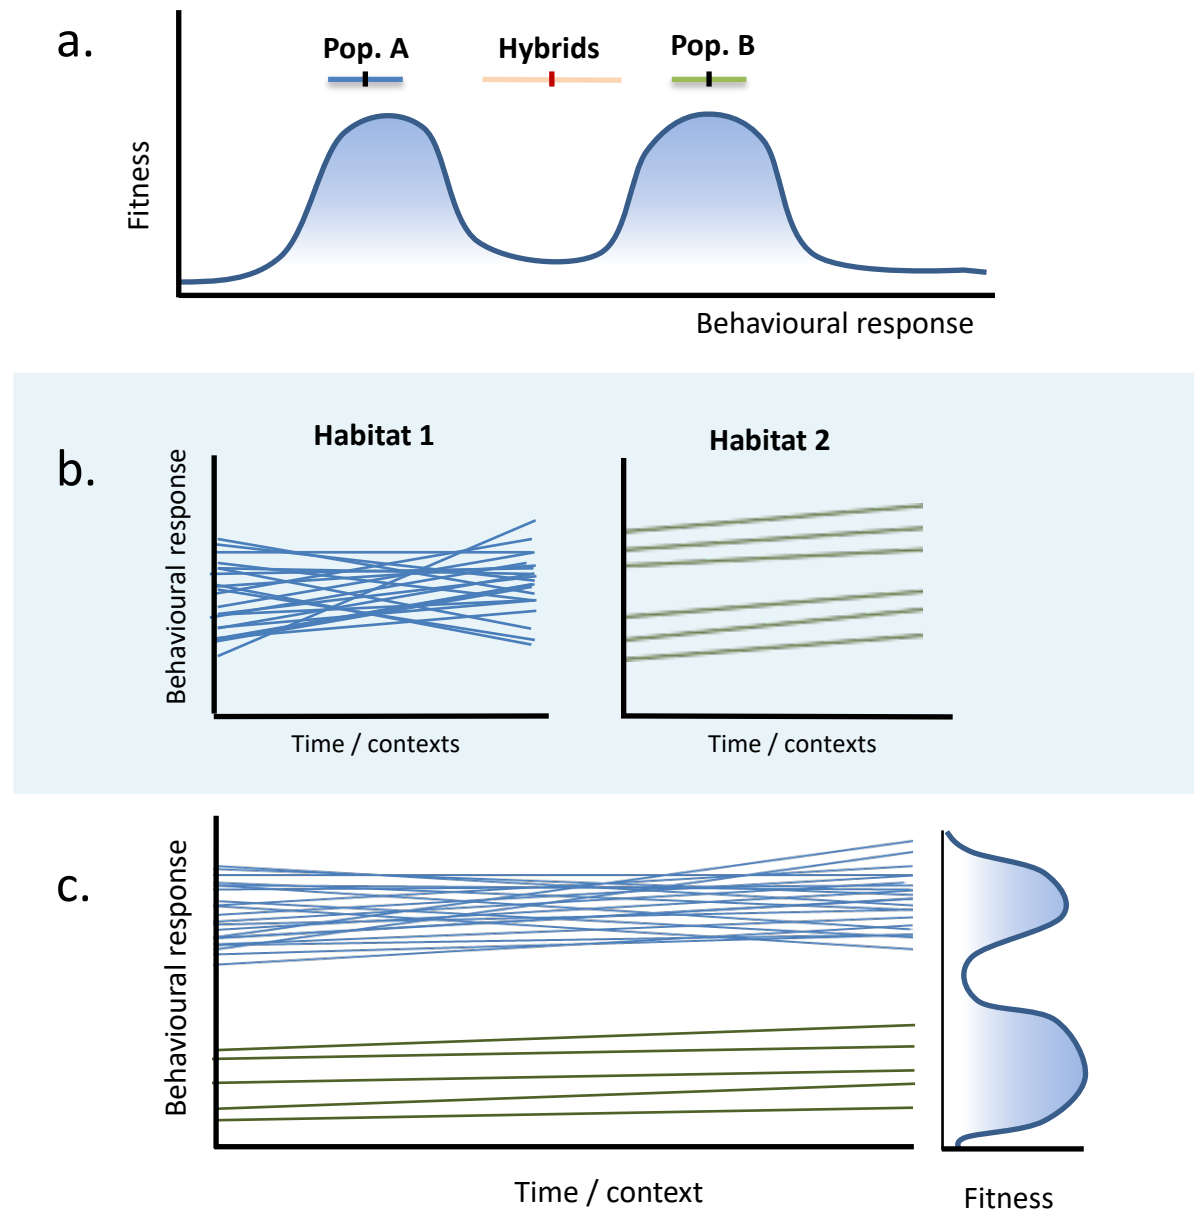 a.
Pop. A
Hybrids
Pop. B
Fitness
Behavioural response
b.
Habitat 1
Habitat 2
Behavioural response
Time / contexts
Time / contexts
c.
Behavioural response
Time / context
Fitness